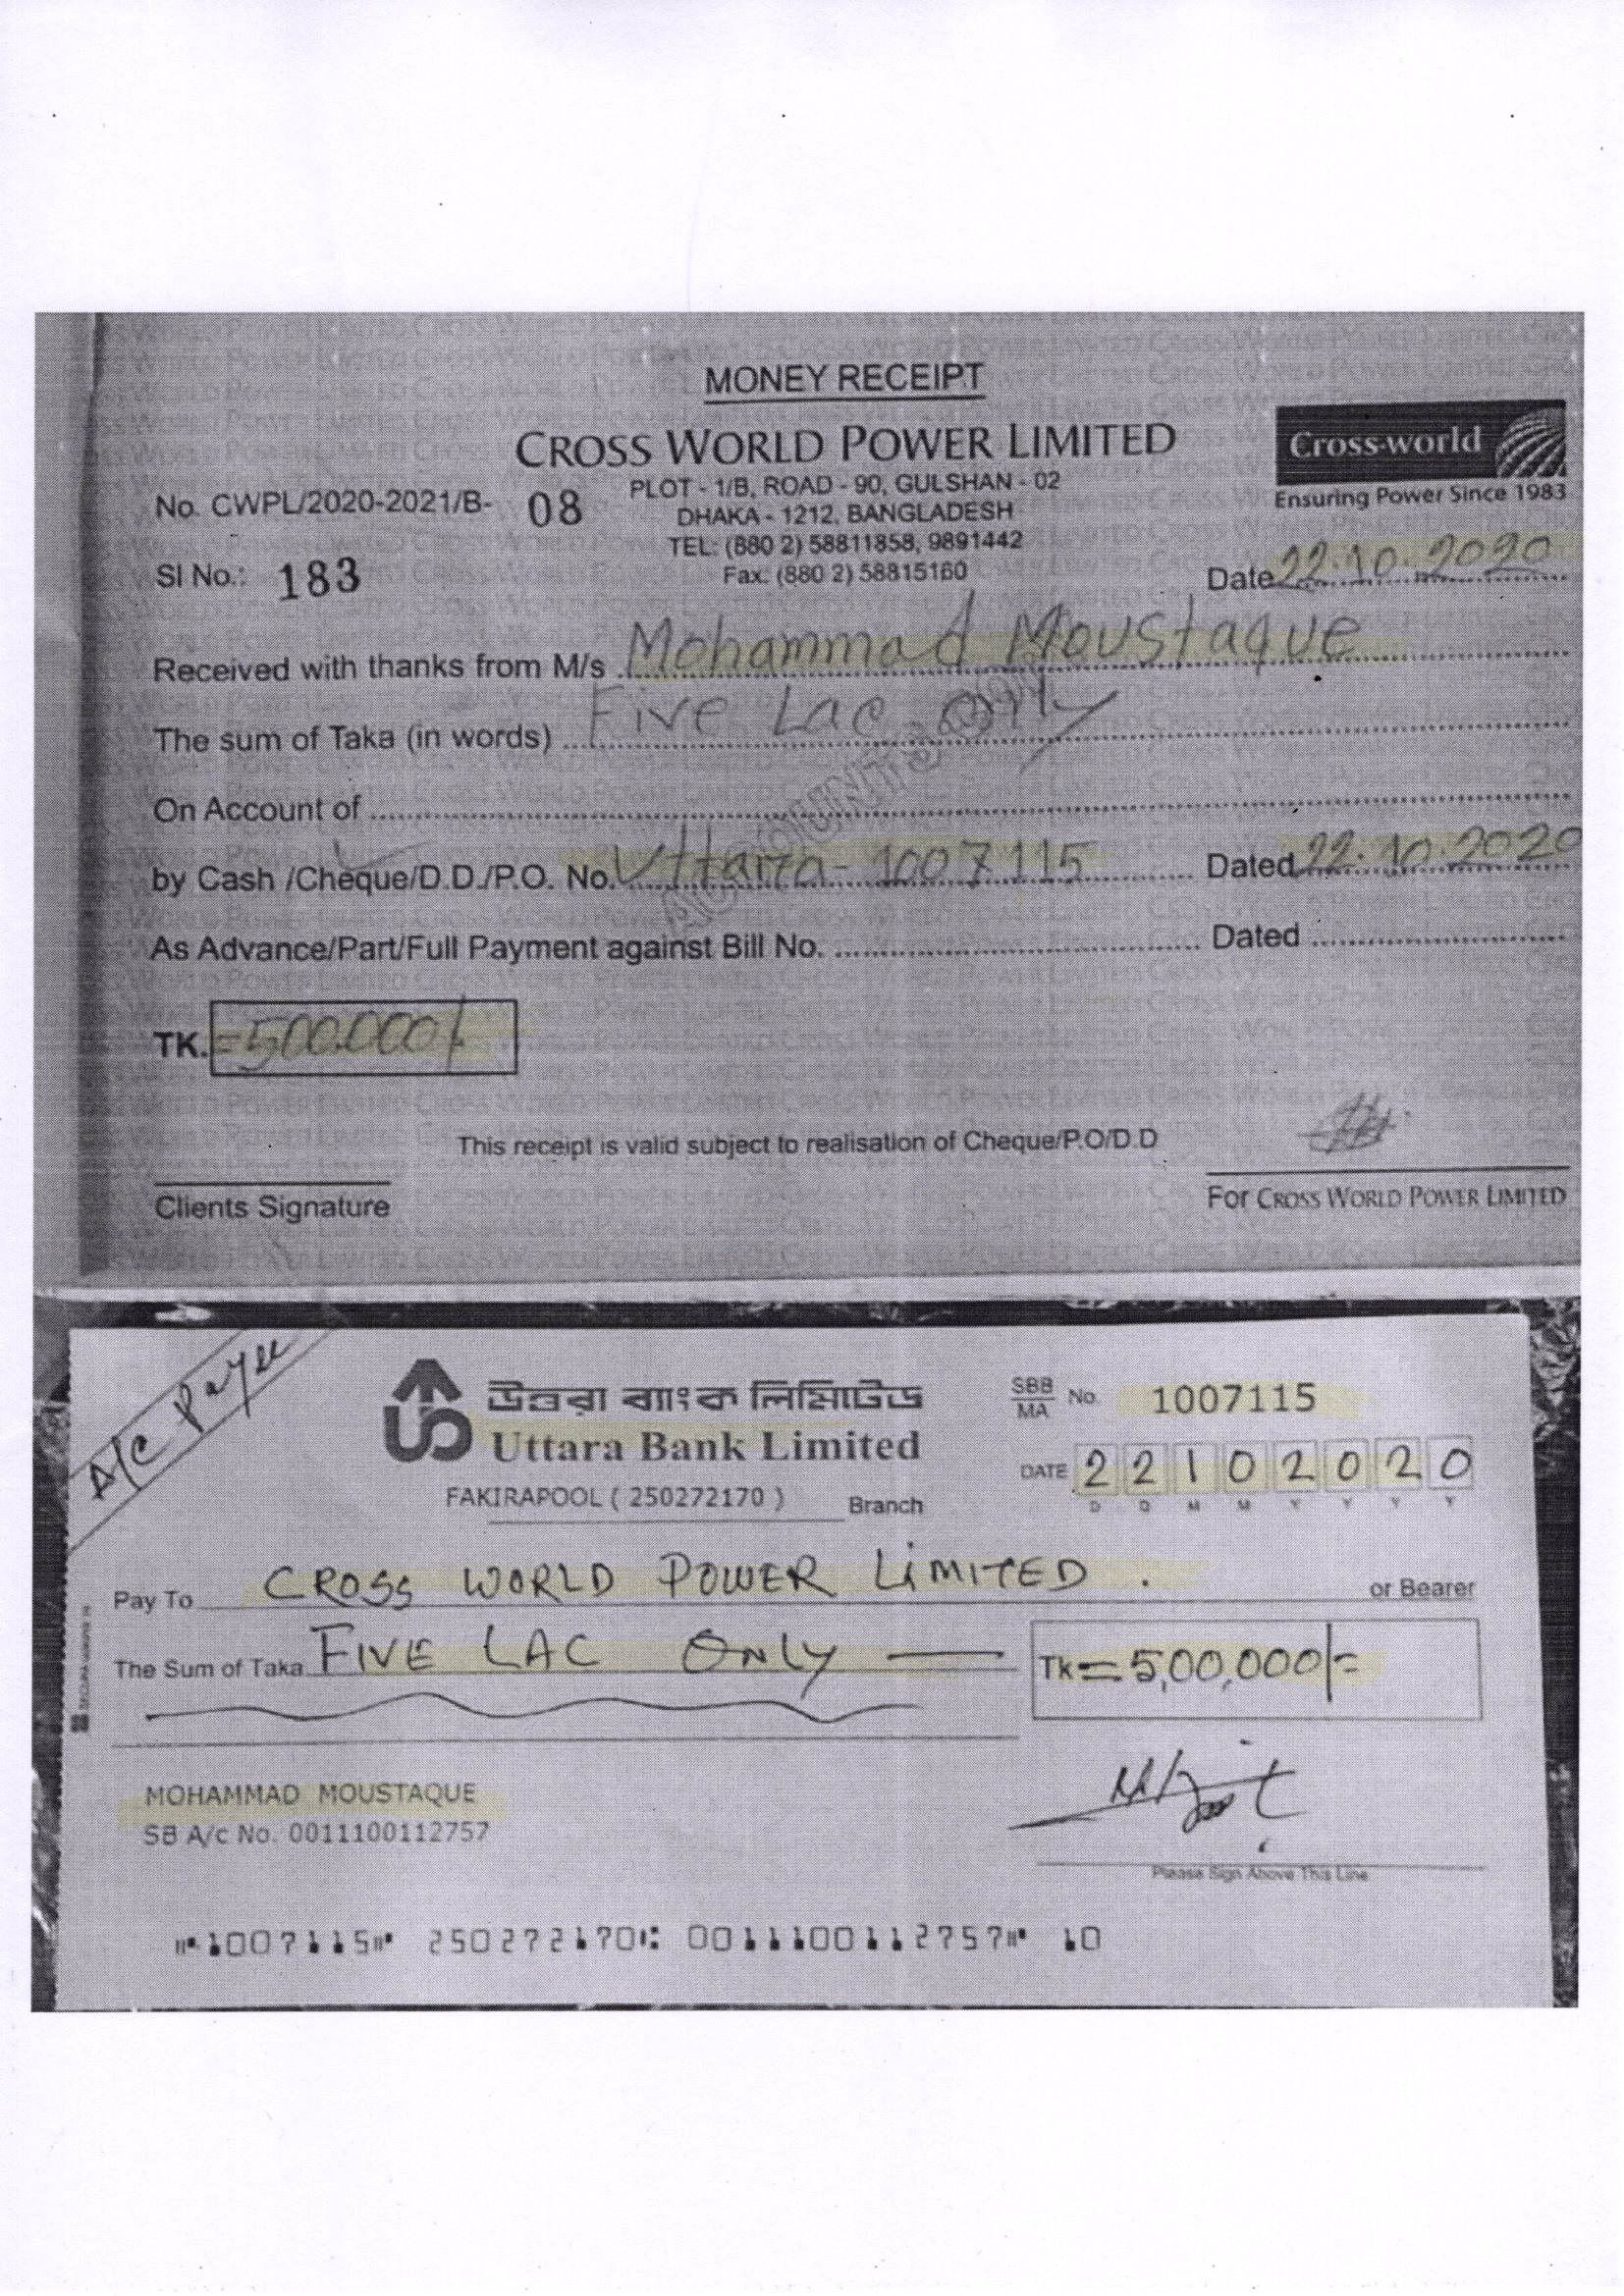 MONEY RECEIPT
CROSS WORLD POWER LIMITED
Cross-world
Ensuring Power Since 1983
PLOT - 1/B, ROAD - 90, GULSHAN - 02
DHAKA - 1212, BANGLADESH
TEL: (880 2) 58811858, 9891442
Fax: (880 2) 58815160
No. CWPL/2020-2021/B- 08
Sl No.: 183
Date 22.10.2020
Received with thanks from M/s Mohammad Moustaque
The sum of Taka (in words) Five Lac Only
On Account of
by Cash /Cheque/D.D./P.O. No. Uttara - 1007115 Dated 22.10.2020
As Advance/Part/Full Payment against Bill No. Dated
TK. =500,000/-
This receipt is valid subject to realisation of Cheque/P.O/D.D
Clients Signature
For CROSS WORLD POWER LIMITED
A/C Payee
উত্তরা ব্যাংক লিমিটেড
Uttara Bank Limited
FAKIRAPOOL ( 250272170 ) Branch
SBB
MA No. 1007115
DATE 22102020
D D M M Y Y Y Y
Pay To CROSS WORLD POWER LIMITED . or Bearer
The Sum of Taka FIVE LAC ONLY
Tk =5,00,000/=
MOHAMMAD MOUSTAQUE
SB A/c No. 0011100112757
Please Sign Above This Line
⑈1007115⑈ 250272170⑆ 0011100112757⑈ 10